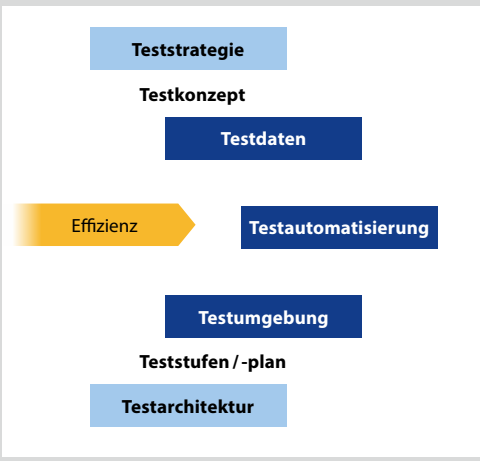 Teststrategie
Testkonzept
Testdaten
Effizienz
Testautomatisierung
Testumgebung
Teststufen/-plan
Testarchitektur